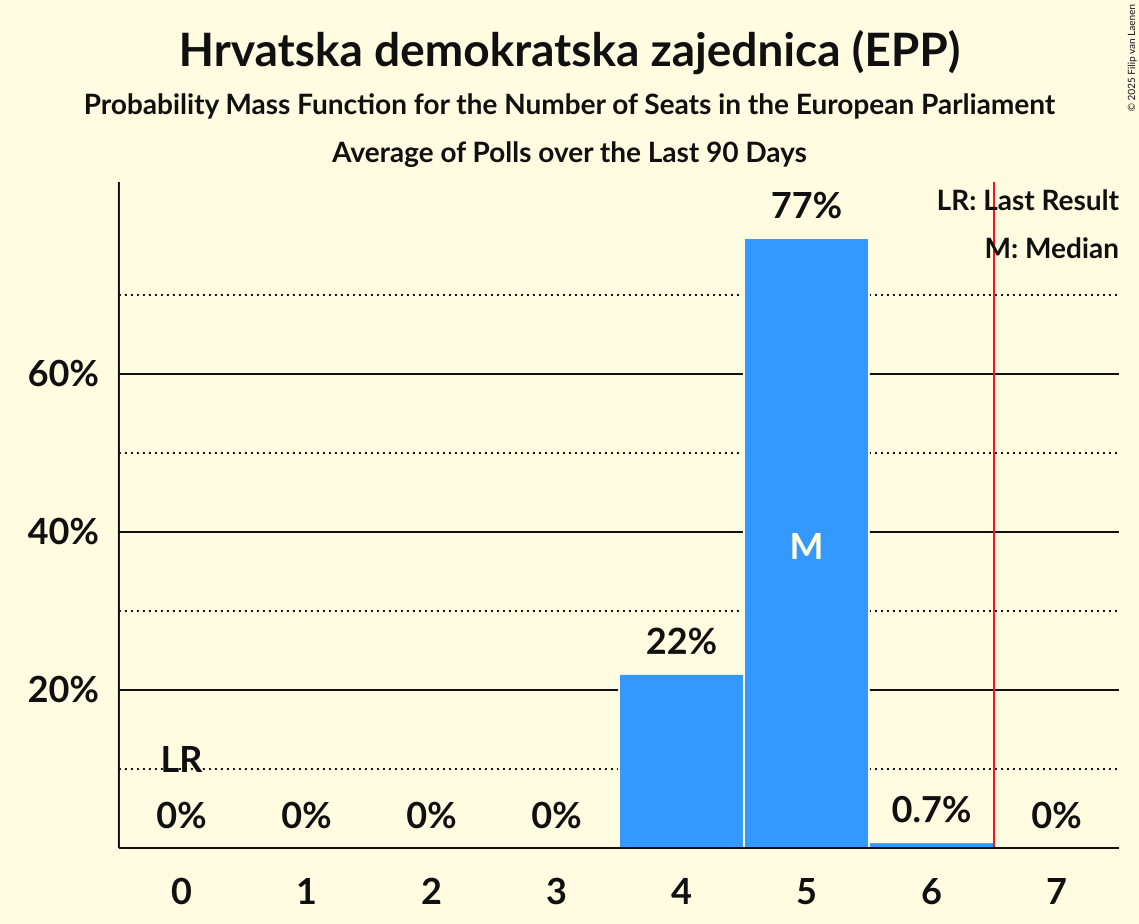 Hrvatska demokratska zajednica (EPP)
Probability Mass Function for the Number of Seats in the European Parliament
Average of Polls over the Last 90 Days
© 2025 Filip van Laenen
LR: Last Result
M: Median
77%
60%
40%
M
22%
20%
LR
0% 0% 0% 0% 0.7% 0%
0 1 2 3 4 5 6 7